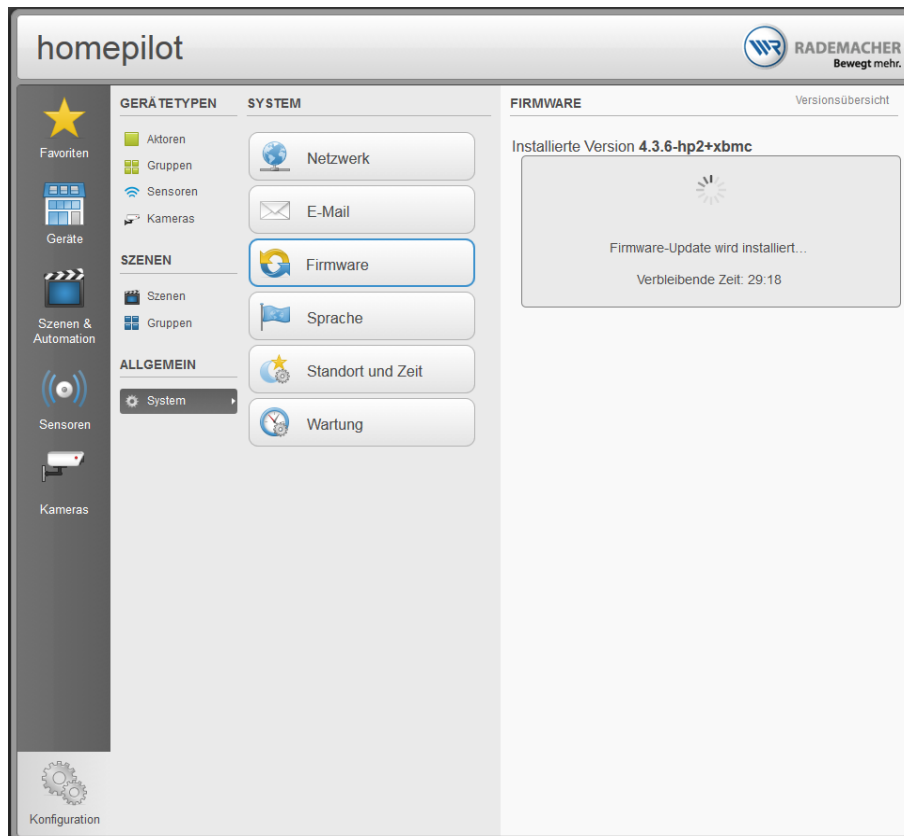 homepilot
RADEMACHER
Bewegt mehr.
Favoriten
Geräte
Szenen &
Automation
Sensoren
Kameras
Konfiguration
GERÄTETYPEN
Aktoren
Gruppen
Sensoren
Kameras
SZENEN
Szenen
Gruppen
ALLGEMEIN
System
SYSTEM
Netzwerk
E-Mail
Firmware
Sprache
Standort und Zeit
Wartung
FIRMWARE
Versionsübersicht
Installierte Version 4.3.6-hp2+xbmc
Firmware-Update wird installiert...
Verbleibende Zeit: 29:18